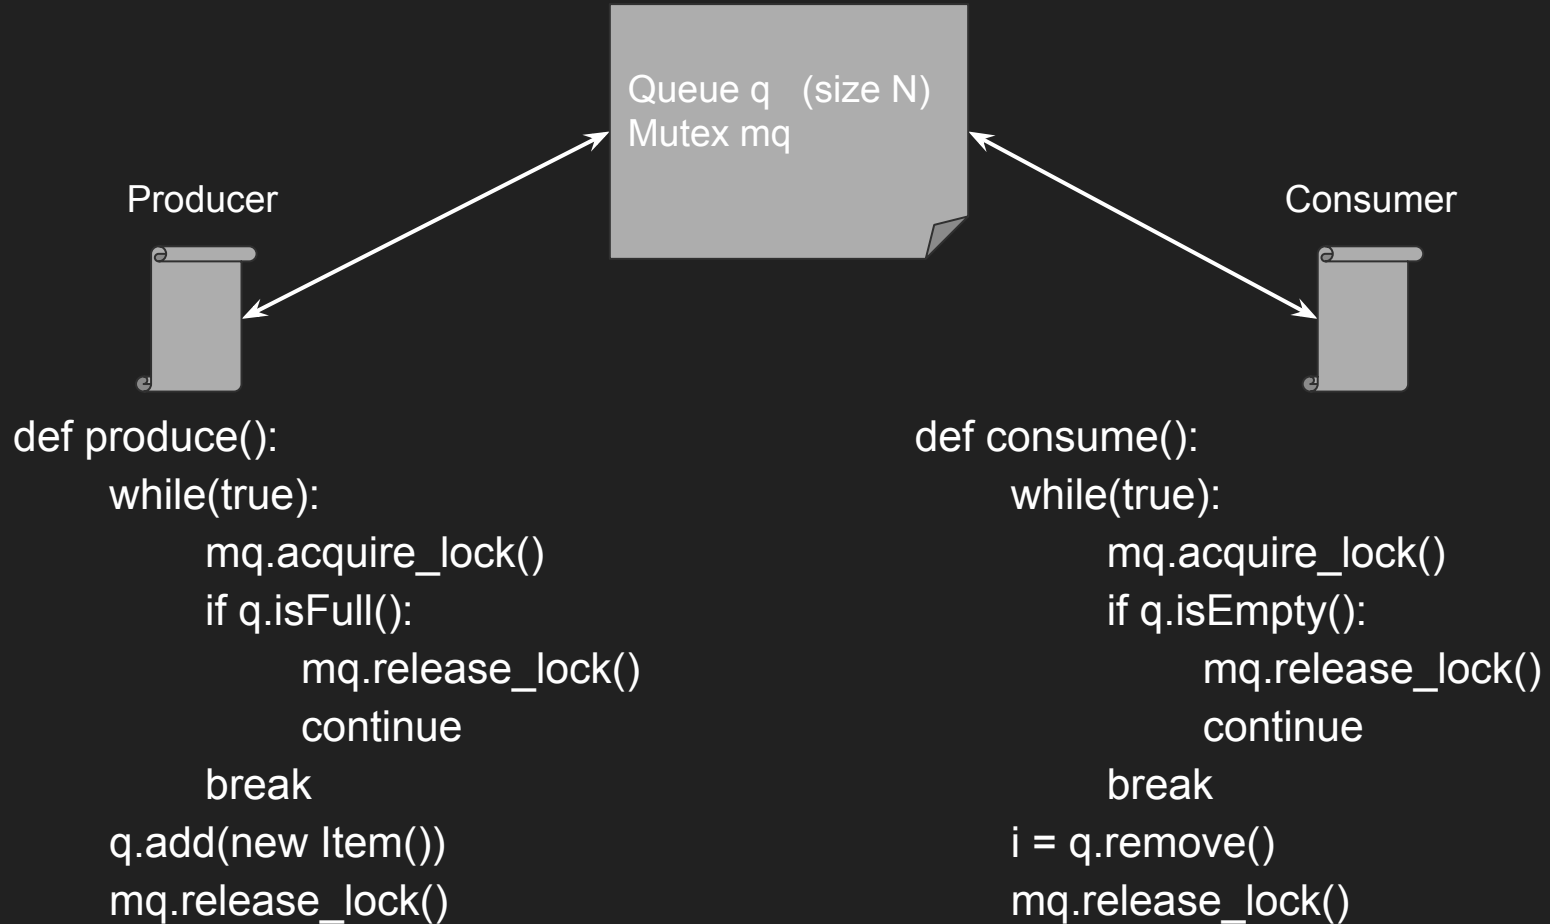 Queue q (size N)
Mutex mq
Producer
Consumer
def produce():
while(true):
mq.acquire_lock()
if q.isFull():
mq.release_lock()
continue
break
q.add(new Item())
mq.release_lock()
def consume():
while(true):
mq.acquire_lock()
if q.isEmpty():
mq.release_lock()
continue
break
i = q.remove()
mq.release_lock()